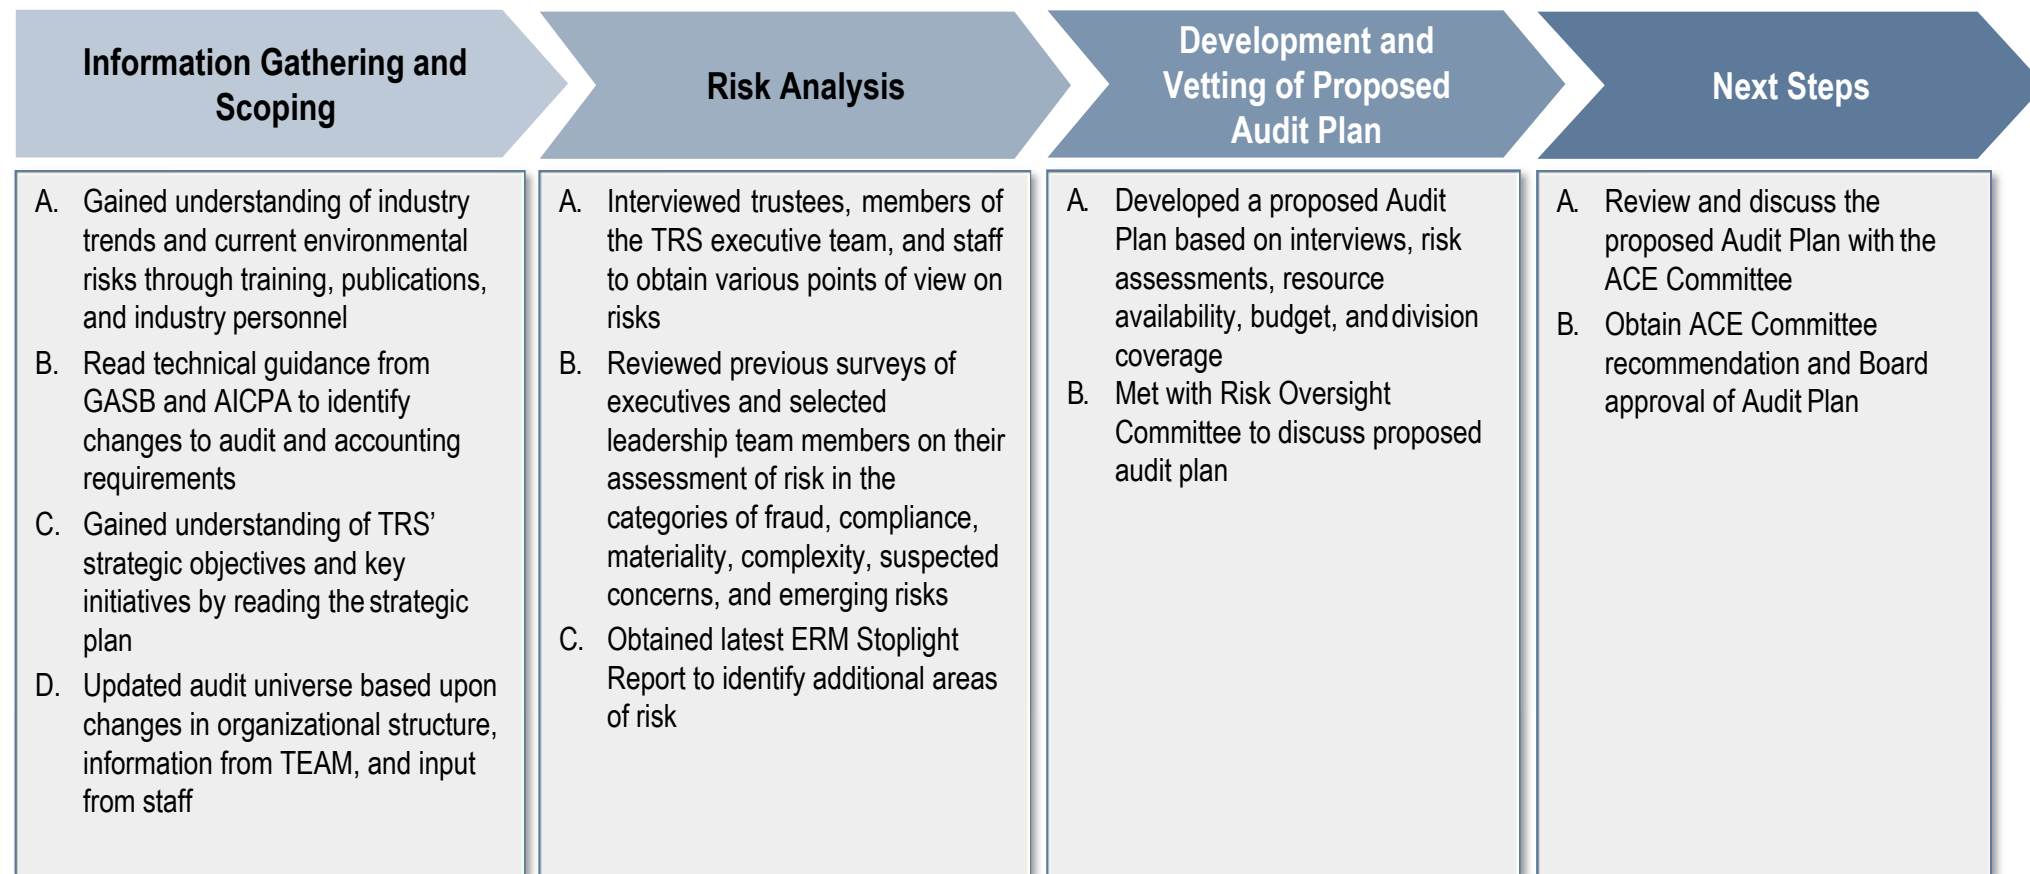 Information Gathering and
Scoping
A. Gained understanding of industry
trends and current environmental
risks through training, publications,
and industry personnel
B. Read technical guidance from
GASB and AICPA to identify
changes to audit and accounting
requirements
C. Gained understanding of TRS’
strategic objectives and key
initiatives by reading the strategic
plan
D. Updated audit universe based upon
changes in organizational structure,
information from TEAM, and input
from staff
Risk Analysis
A. Interviewed trustees, members of
the TRS executive team, and staff
to obtain various points of view on
risks
B. Reviewed previous surveys of
executives and selected
leadership team members on their
assessment of risk in the
categories of fraud, compliance,
materiality, complexity, suspected
concerns, and emerging risks
C. Obtained latest ERM Stoplight
Report to identify additional areas
of risk
Development and
Vetting of Proposed
Audit Plan
A. Developed a proposed Audit
Plan based on interviews, risk
assessments, resource
availability, budget, and division
coverage
B. Met with Risk Oversight
Committee to discuss proposed
audit plan
Next Steps
A. Review and discuss the
proposed Audit Plan with the
ACE Committee
B. Obtain ACE Committee
recommendation and Board
approval of Audit Plan